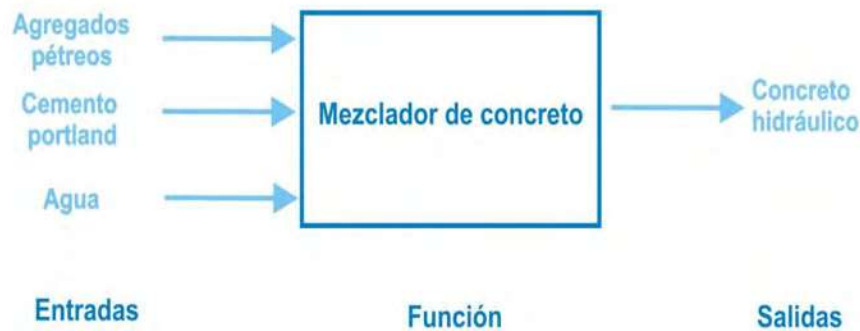 Agregados
pétreos
Cemento
portland
Agua
Mezclador de concreto
Concreto
hidráulico
Entradas
Función
Salidas